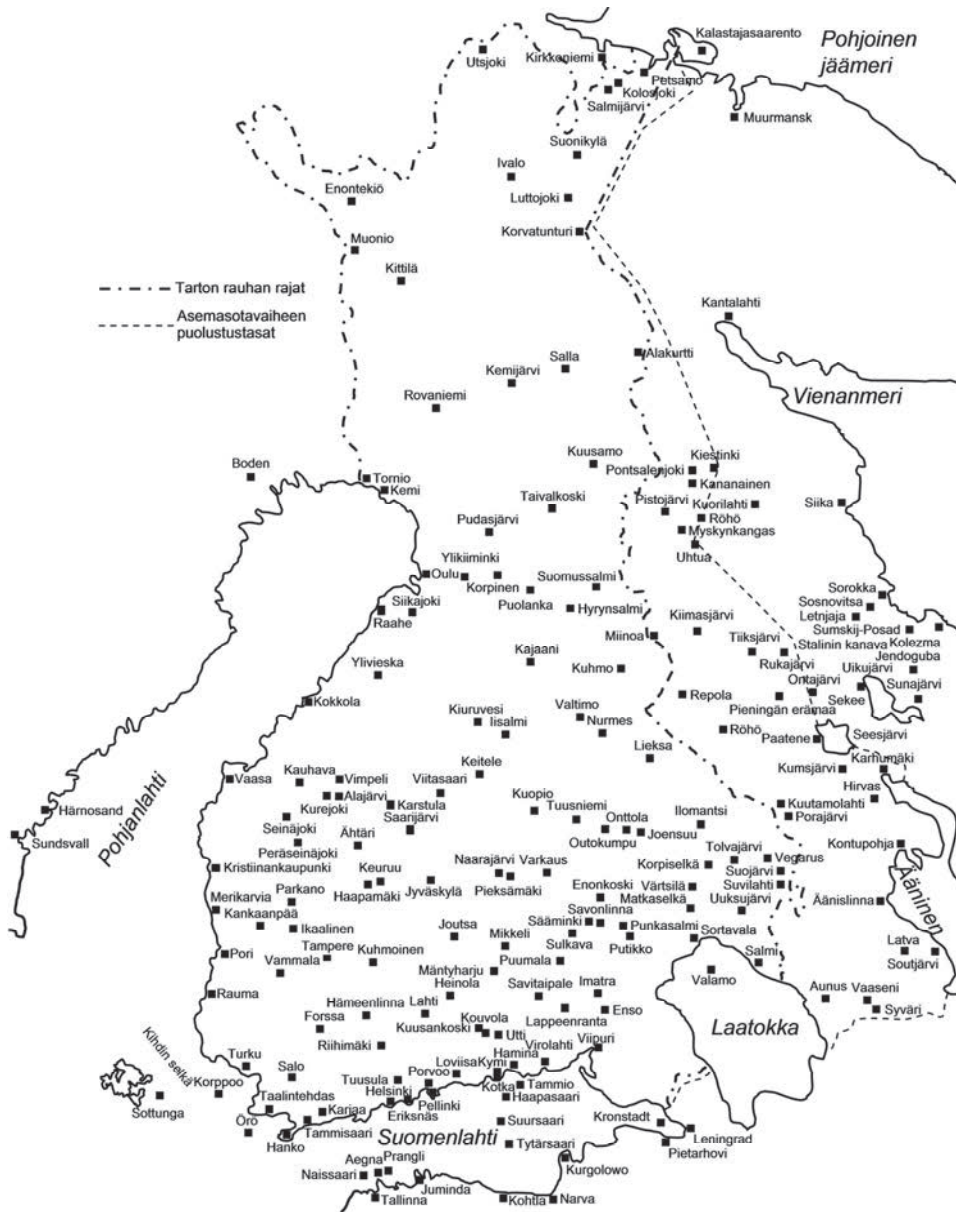 Kalastajasaarento
Pohjoinen
jäämeri
Utsjoki
Kirkkoniemi
Petsamo
Kolosjoki
Salmijärvi
Muurmansk
Suonikylä
Ivalo
Enontekiö
Luttojoki
Korvatunturi
Muonio
Kittilä
Tarton rauhan rajat
Asemasotavaiheen
puolustustasat
Kantalahti
Alakurtti
Salla
Kemijärvi
Vienanmeri
Rovaniemi
Boden
Tornio
Kemi
Kuusamo
Kiestinki
Pontsalenjoki
Kananainen
Taivalkoski
Pistojärvi
Kuorilahti
Siika
Röhö
Pudasjärvi
Myskynkangas
Uhtua
Ylikiiminki
Oulu
Korpinen
Suomussalmi
Puolanka
Hyrynsalmi
Siikajoki
Raahe
Sorokka
Sosnovitsa
Letnjaja
Sumskij-Posad
Kolezma
Kiimasjärvi
Miinoa
Tiiksjärvi
Stalinin kanava
Rukajärvi
Jendoguba
Uikujärvi
Kajaani
Kuhmo
Ylivieska
Ontajärvi
Sunajärvi
Sekee
Repola
Pieningän erämaa
Kokkola
Kiuruvesi
Iisalmi
Valtimo
Nurmes
Röhö
Paatene
Seesjärvi
Lieksa
Karhumäki
Kumsjärvi
Keitele
Vaasa
Kauhava
Vimpeli
Viitasaari
Hirvas
Alajärvi
Kurejoki
Karstula
Saarijärvi
Kuopio
Tuusniemi
Kuutamolahti
Porajärvi
Härnosand
Pohjanlahti
Sundsvall
Seinäjoki
Ähtäri
Peräseinäjoki
Onttola
Joensuu
Outokumpu
Ilomantsi
Kontupohja
Tolvajärvi
Vegarus
Kristiinankaupunki
Keuruu
Haapamäki
Jyväskylä
Naarajärvi
Varkaus
Pieksämäki
Korpiselkä
Suojärvi
Suvilahti
Merikarvia
Parkano
Enonkoski
Värtsilä
Matkaselkä
Uuksujärvi
Äänislinna
Ääninen
Kankaanpää
Ikaalinen
Joutsa
Savonlinna
Sääminki
Punkasalmi
Sortavala
Tampere
Kuhmoinen
Mikkeli
Sulkava
Putikko
Latva
Soutjärvi
Pori
Vammala
Puumala
Salmi
Valamo
Mäntyharju
Heinola
Savitaipale
Imatra
Rauma
Hämeenlinna
Lahti
Enso
Aunus
Vaaseni
Syväri
Forssa
Kuusankoski
Kouvola
Lappeenranta
Laatokka
Riihimäki
Utti
Viipuri
Hamina
Virolahti
Kihdin selkä
Turku
Salo
Loviisa
Kymi
Porvoo
Tuusula
Korppoo
Sottunga
Taalintehdas
Helsinki
Pellinki
Kotka
Tammio
Haapasaari
Karjaa
Eriksnäs
Örö
Tammisaari
Hanko
Suomenlahti
Suursaari
Kronstadt
Leningrad
Pietarhovi
Tytärsaari
Aegna
Prangli
Naissaari
Juminda
Kurgolowo
Tallinna
Kohtla
Narva